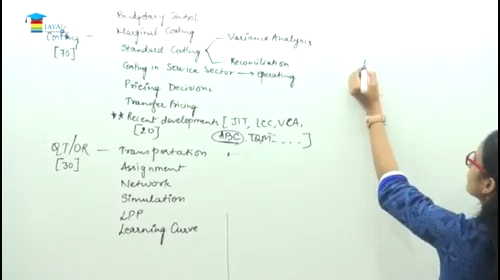 Budgetary Control
Marginal Costing
Costing - Standard Costing Variance Analysis
[70] Reconciliation
Costing in Service Sector → Operating
Pricing Decisions
Transfer Pricing
** Recent developments [JIT, LCC, VCA,
[20] ABC, TQM- ....]
QT/OR - Transportation
[30] Assignment
Network
Simulation
LPP
Learning Curve